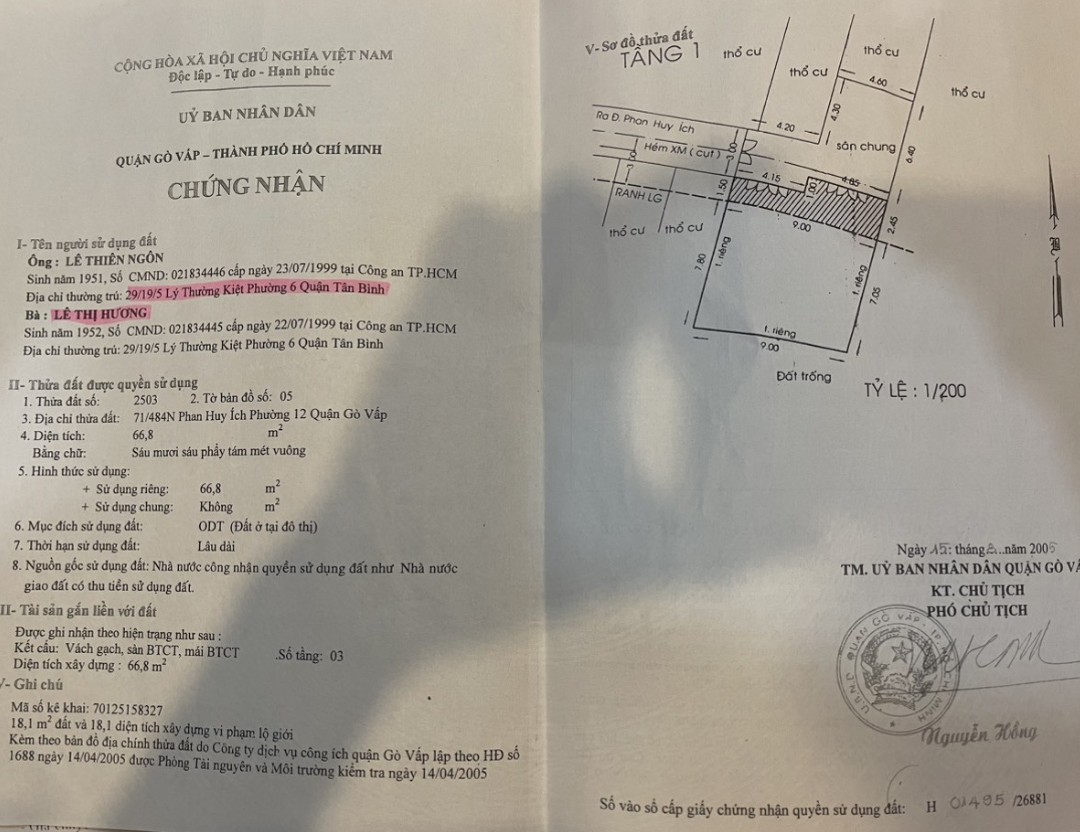 CỘNG HÒA XÃ HỘI CHỦ NGHĨA VIỆT NAM
Độc lập - Tự do - Hạnh phúc
UỶ BAN NHÂN DÂN
QUẬN GÒ VẤP – THÀNH PHỐ HỒ CHÍ MINH
CHỨNG NHẬN
I- Tên người sử dụng đất
Ông : LÊ THIÊN NGÔN
Sinh năm 1951, Số CMND: 021834446 cấp ngày 23/07/1999 tại Công an TP.HCM
Địa chỉ thường trú: 29/19/5 Lý Thường Kiệt Phường 6 Quận Tân Bình
Bà : LÊ THỊ HƯƠNG
Sinh năm 1952, Số CMND: 021834445 cấp ngày 22/07/1999 tại Công an TP.HCM
Địa chỉ thường trú: 29/19/5 Lý Thường Kiệt Phường 6 Quận Tân Bình
II- Thửa đất được quyền sử dụng
1. Thửa đất số: 2503 2. Tờ bản đồ số: 05
3. Địa chỉ thửa đất: 71/484N Phan Huy Ích Phường 12 Quận Gò Vấp
4. Diện tích: 66,8 m2
Bằng chữ: Sáu mươi sáu phẩy tám mét vuông
5. Hình thức sử dụng:
+ Sử dụng riêng: 66,8 m2
+ Sử dụng chung: Không m2
6. Mục đích sử dụng đất: ODT (Đất ở tại đô thị)
7. Thời hạn sử dụng đất: Lâu dài
8. Nguồn gốc sử dụng đất: Nhà nước công nhận quyền sử dụng đất như Nhà nước
giao đất có thu tiền sử dụng đất.
II- Tài sản gắn liền với đất
Được ghi nhận theo hiện trạng như sau :
Kết cấu: Vách gạch, sàn BTCT, mái BTCT .Số tầng: 03
Diện tích xây dựng : 66,8 m2
V- Ghi chú
Mã số kê khai: 70125158327
18,1 m2 đất và 18,1 diện tích xây dựng vi phạm lộ giới
Kèm theo bản đồ địa chính thửa đất do Công ty dịch vụ công ích quận Gò Vấp lập theo HĐ số
1688 ngày 14/04/2005 được Phòng Tài nguyên và Môi trường kiểm tra ngày 14/04/2005
V- Sơ đồ thửa đất
TẦNG 1
thổ cư
thổ cư
thổ cư
thổ cư
4.60
4.30
4.20
sân chung
6.40
Ra Đ. Phan Huy Ích
Hẻm XM ( cụt )
4.15
4.85
RANH LG
thổ cư
thổ cư
9.00
2.45
7.80
t. riêng
t. riêng
7.05
t. riêng
9.00
Đất trống
TỶ LỆ : 1/200
B
Ngày 15: tháng ...năm 2005
TM. UỶ BAN NHÂN DÂN QUẬN GÒ VẤ
KT. CHỦ TỊCH
PHÓ CHỦ TỊCH
U.B.N.D QUẬN GÒ VẤP - TP. HỒ CHÍ MINH
Nguyễn Hồng
Số vào sổ cấp giấy chứng nhận quyền sử dụng đất: H 01495 /26881